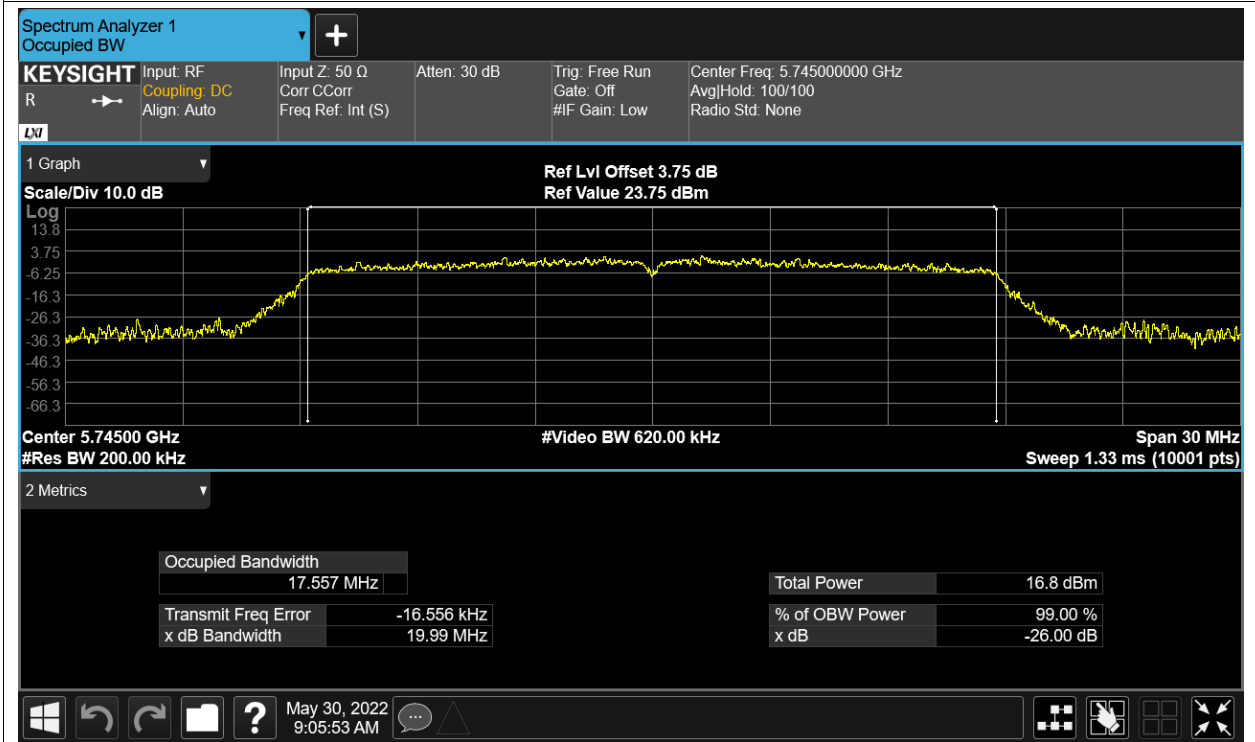 Spectrum Analyzer 1
Occupied BW
KEYSIGHT
R
LXI
Input: RF
Coupling: DC
Align: Auto
Input Z: 50 Ω
Corr CCorr
Freq Ref: Int (S)
Atten: 30 dB
Trig: Free Run
Gate: Off
#IF Gain: Low
Center Freq: 5.745000000 GHz
Avg|Hold: 100/100
Radio Std: None
1 Graph
Scale/Div 10.0 dB
Ref Lvl Offset 3.75 dB
Ref Value 23.75 dBm
Log
13.8
3.75
-6.25
-16.3
-26.3
-36.3
-46.3
-56.3
-66.3
Center 5.74500 GHz
#Video BW 620.00 kHz
Span 30 MHz
#Res BW 200.00 kHz
Sweep 1.33 ms (10001 pts)
2 Metrics
Occupied Bandwidth
17.557 MHz
Total Power 16.8 dBm
Transmit Freq Error -16.556 kHz
% of OBW Power 99.00 %
x dB Bandwidth 19.99 MHz
x dB -26.00 dB
?
May 30, 2022
9:05:53 AM